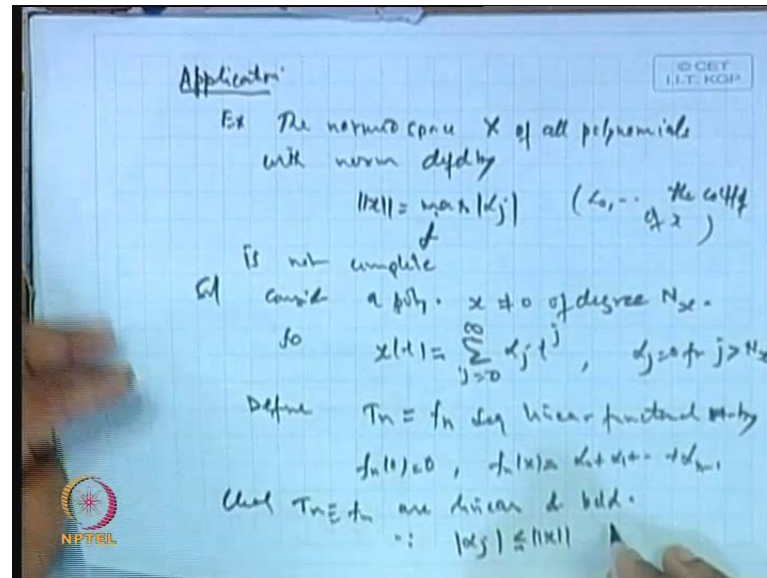 Application
© CET
I.I.T. KGP
Ex The normed space X of all polynomials
with norm dfd by
||x|| = max |αj| (α0, ... the coeff
j of x)
is not complete
Sol consider a poly. x ≠ 0 of degree Nx.
so x(t) = ∑_{j=0}^{∞} αj t^j, αj = 0 for j > Nx
Define Tn ≡ fn seq linear functional by
fn(0) = 0, fn(x) = α0 + α1 + ... + αn-1
Tn ≡ fn are linear & bdd.
∵ |αj| ≤ ||x||
NPTEL